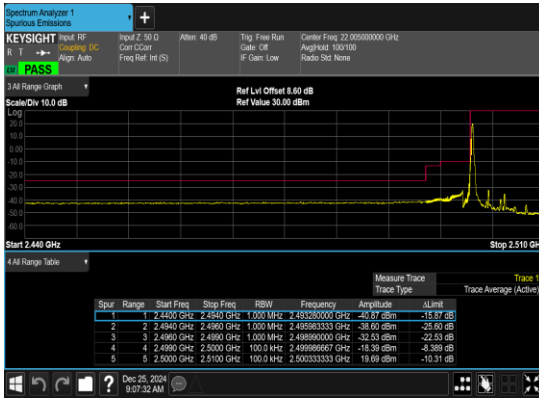 Spectrum Analyzer 1
Spurious Emissions
+
KEYSIGHT Input: RF Input Z: 50 Ω Atten: 40 dB Trig: Free Run Center Freq: 22.005000000 GHz
R T Coupling: DC Corr CCorr Gate: Off Avg|Hold: 100/100
Align: Auto Freq Ref: Int (S) IF Gain: Low Radio Std: None
PASS
3 All Range Graph
Ref Lvl Offset 8.60 dB
Scale/Div 10.0 dB Ref Value 30.00 dBm
Log
20.0
10.0
0.00
-10.0
-20.0
-30.0
-40.0
-50.0
-60.0
Start 2.440 GHz Stop 2.510 GH
4 All Range Table
Measure Trace Trace 1
Trace Type Trace Average (Active)
Spur Range Start Freq Stop Freq RBW Frequency Amplitude ΔLimit
1 1 2.4400 GHz 2.4940 GHz 1.000 MHz 2.493280000 GHz -40.87 dBm -15.87 dB
2 2 2.4940 GHz 2.4960 GHz 1.000 MHz 2.495983333 GHz -38.60 dBm -25.60 dB
3 3 2.4960 GHz 2.4990 GHz 1.000 MHz 2.498990000 GHz -32.53 dBm -22.53 dB
4 4 2.4990 GHz 2.5000 GHz 100.0 kHz 2.499986667 GHz -18.39 dBm -8.389 dB
5 5 2.5000 GHz 2.5100 GHz 100.0 kHz 2.500333333 GHz 19.69 dBm -10.31 dB
? Dec 25, 2024
9:07:32 AM